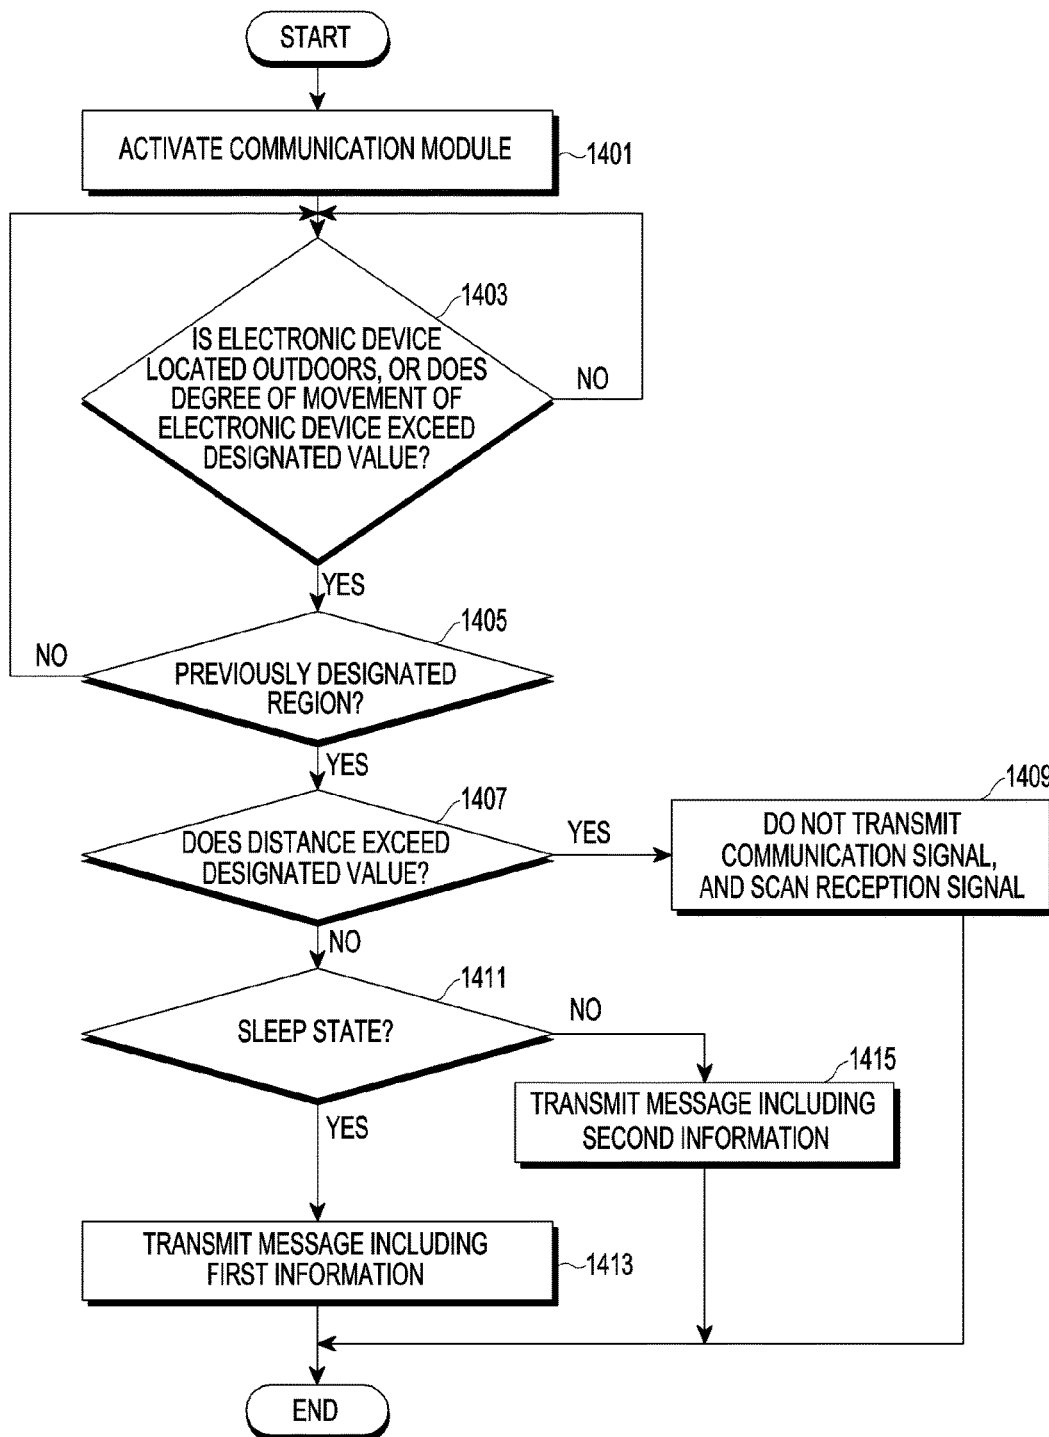 START
ACTIVATE COMMUNICATION MODULE
1401
1403
IS ELECTRONIC DEVICE
LOCATED OUTDOORS, OR DOES
DEGREE OF MOVEMENT OF
ELECTRONIC DEVICE EXCEED
DESIGNATED VALUE?
NO
YES
1405
NO
PREVIOUSLY DESIGNATED
REGION?
YES
1407
DOES DISTANCE EXCEED
DESIGNATED VALUE?
YES
1409
DO NOT TRANSMIT
COMMUNICATION SIGNAL,
AND SCAN RECEPTION SIGNAL
NO
1411
SLEEP STATE?
NO
1415
TRANSMIT MESSAGE INCLUDING
SECOND INFORMATION
YES
TRANSMIT MESSAGE INCLUDING
FIRST INFORMATION
1413
END